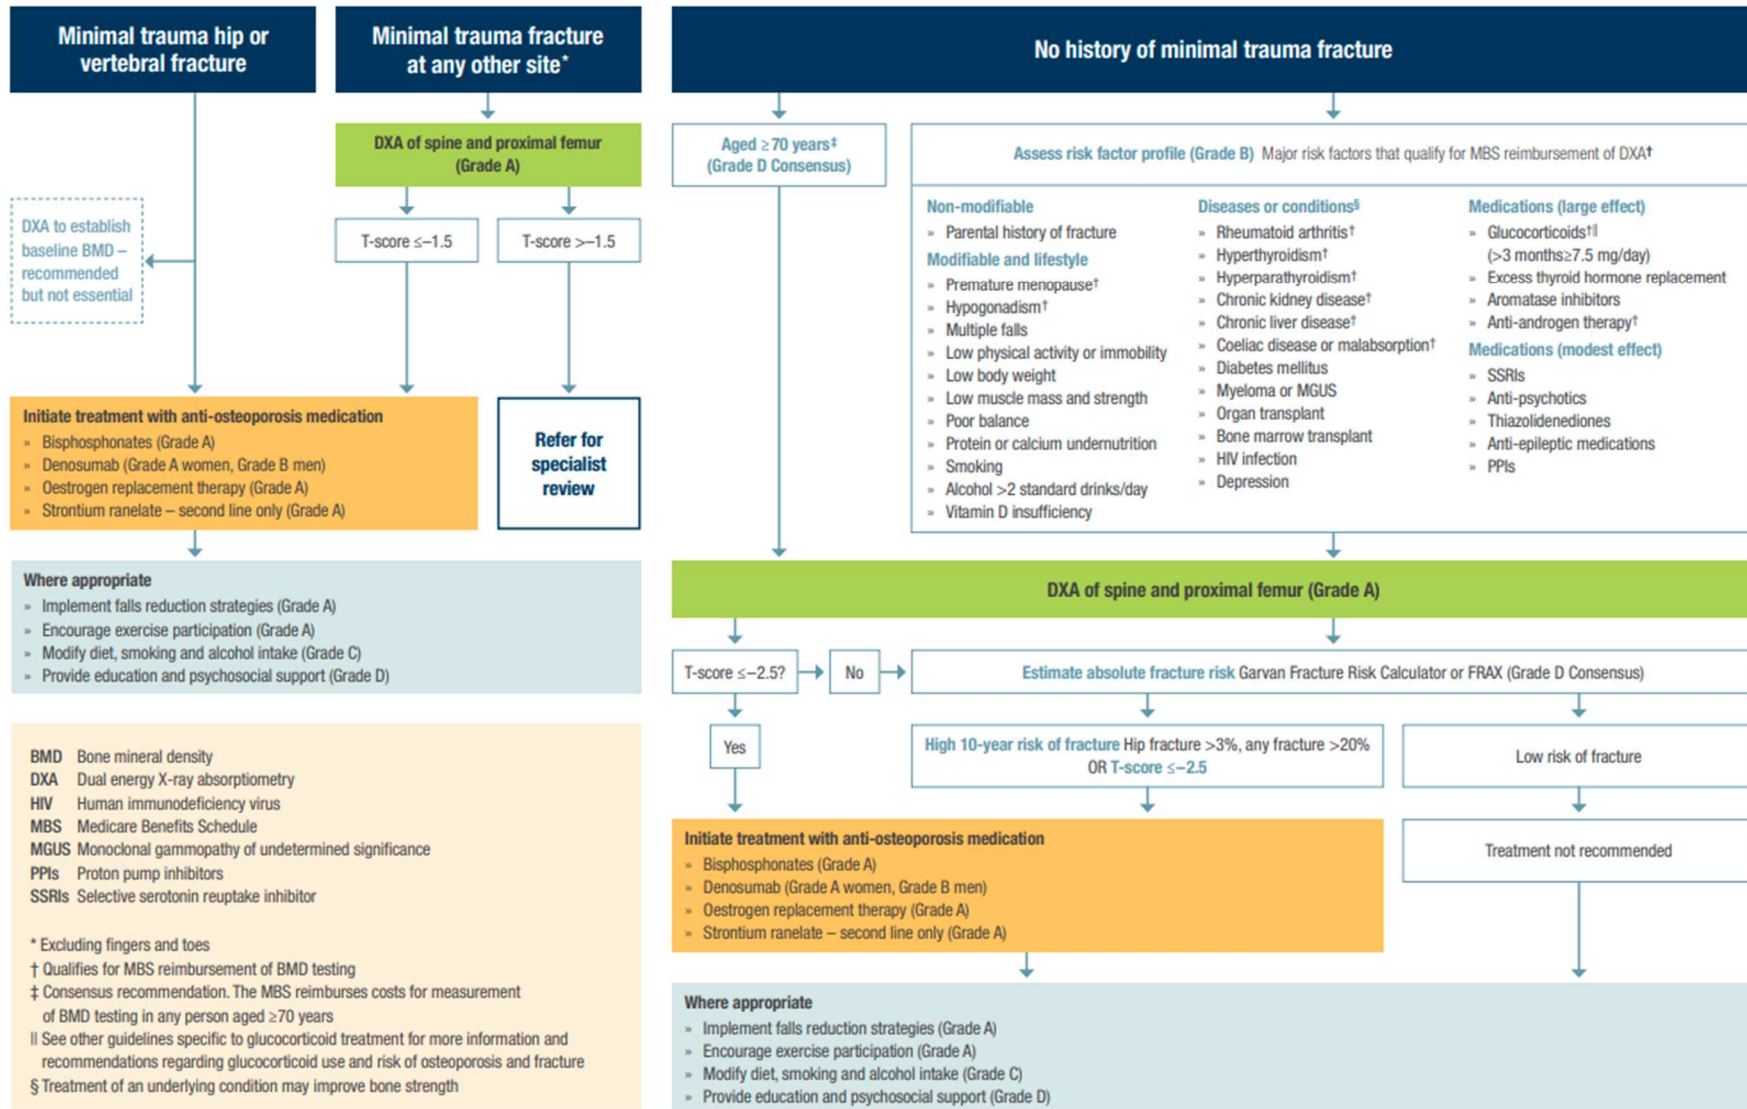 Minimal trauma hip or
vertebral fracture
Minimal trauma fracture
at any other site*
No history of minimal trauma fracture
DXA of spine and proximal femur
(Grade A)
Aged ≥70 years‡
(Grade D Consensus)
Assess risk factor profile (Grade B) Major risk factors that qualify for MBS reimbursement of DXA†
DXA to establish
baseline BMD –
recommended
but not essential
T-score ≤–1.5
T-score >–1.5
Non-modifiable
» Parental history of fracture
Modifiable and lifestyle
» Premature menopause†
» Hypogonadism†
» Multiple falls
» Low physical activity or immobility
» Low body weight
» Low muscle mass and strength
» Poor balance
» Protein or calcium undernutrition
» Smoking
» Alcohol >2 standard drinks/day
» Vitamin D insufficiency
Diseases or conditions§
» Rheumatoid arthritis†
» Hyperthyroidism†
» Hyperparathyroidism†
» Chronic kidney disease†
» Chronic liver disease†
» Coeliac disease or malabsorption†
» Diabetes mellitus
» Myeloma or MGUS
» Organ transplant
» Bone marrow transplant
» HIV infection
» Depression
Medications (large effect)
» Glucocorticoids†||
(>3 months≥7.5 mg/day)
» Excess thyroid hormone replacement
» Aromatase inhibitors
» Anti-androgen therapy†
Medications (modest effect)
» SSRIs
» Anti-psychotics
» Thiazolidenediones
» Anti-epileptic medications
» PPIs
Initiate treatment with anti-osteoporosis medication
» Bisphosphonates (Grade A)
» Denosumab (Grade A women, Grade B men)
» Oestrogen replacement therapy (Grade A)
» Strontium ranelate – second line only (Grade A)
Refer for
specialist
review
Where appropriate
» Implement falls reduction strategies (Grade A)
» Encourage exercise participation (Grade A)
» Modify diet, smoking and alcohol intake (Grade C)
» Provide education and psychosocial support (Grade D)
DXA of spine and proximal femur (Grade A)
T-score ≤–2.5?
No
Estimate absolute fracture risk Garvan Fracture Risk Calculator or FRAX (Grade D Consensus)
Yes
High 10-year risk of fracture Hip fracture >3%, any fracture >20%
OR T-score ≤–2.5
Low risk of fracture
Initiate treatment with anti-osteoporosis medication
» Bisphosphonates (Grade A)
» Denosumab (Grade A women, Grade B men)
» Oestrogen replacement therapy (Grade A)
» Strontium ranelate – second line only (Grade A)
Treatment not recommended
Where appropriate
» Implement falls reduction strategies (Grade A)
» Encourage exercise participation (Grade A)
» Modify diet, smoking and alcohol intake (Grade C)
» Provide education and psychosocial support (Grade D)
BMD Bone mineral density
DXA Dual energy X-ray absorptiometry
HIV Human immunodeficiency virus
MBS Medicare Benefits Schedule
MGUS Monoclonal gammopathy of undetermined significance
PPIs Proton pump inhibitors
SSRIs Selective serotonin reuptake inhibitor
* Excluding fingers and toes
† Qualifies for MBS reimbursement of BMD testing
‡ Consensus recommendation. The MBS reimburses costs for measurement
of BMD testing in any person aged ≥70 years
|| See other guidelines specific to glucocorticoid treatment for more information and
recommendations regarding glucocorticoid use and risk of osteoporosis and fracture
§ Treatment of an underlying condition may improve bone strength